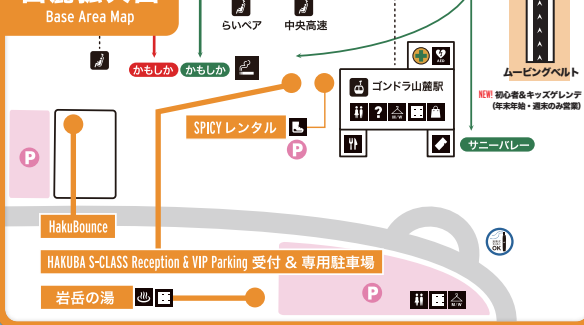 Base Area Map
らいぺア
中央高速
かもしか
かもしか
AED
ゴンドラ山麓駅
?
M/W
ムービングベルト
NEW! 初心者&キッズゲレンデ
(年末年始・週末のみ営業)
SPICYレンタル
P
P
サニーバレー
HakuBounce
HAKUBA S-CLASS Reception & VIP Parking 受付 & 専用駐車場
OK
岩岳の湯
P
M/W